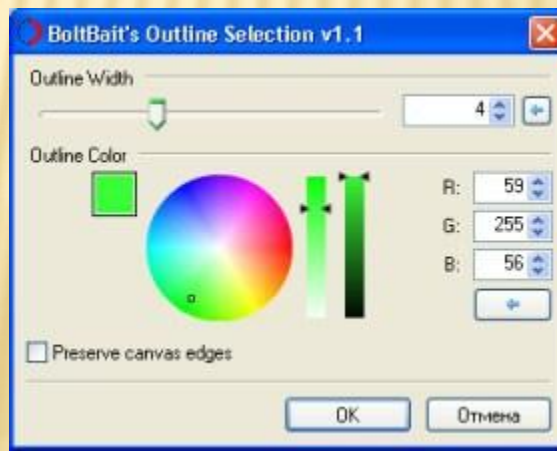 BoltBait's Outline Selection v1.1
Outline Width
4
Outline Color
R: 59
G: 255
B: 56
Preserve canvas edges
OK Отмена